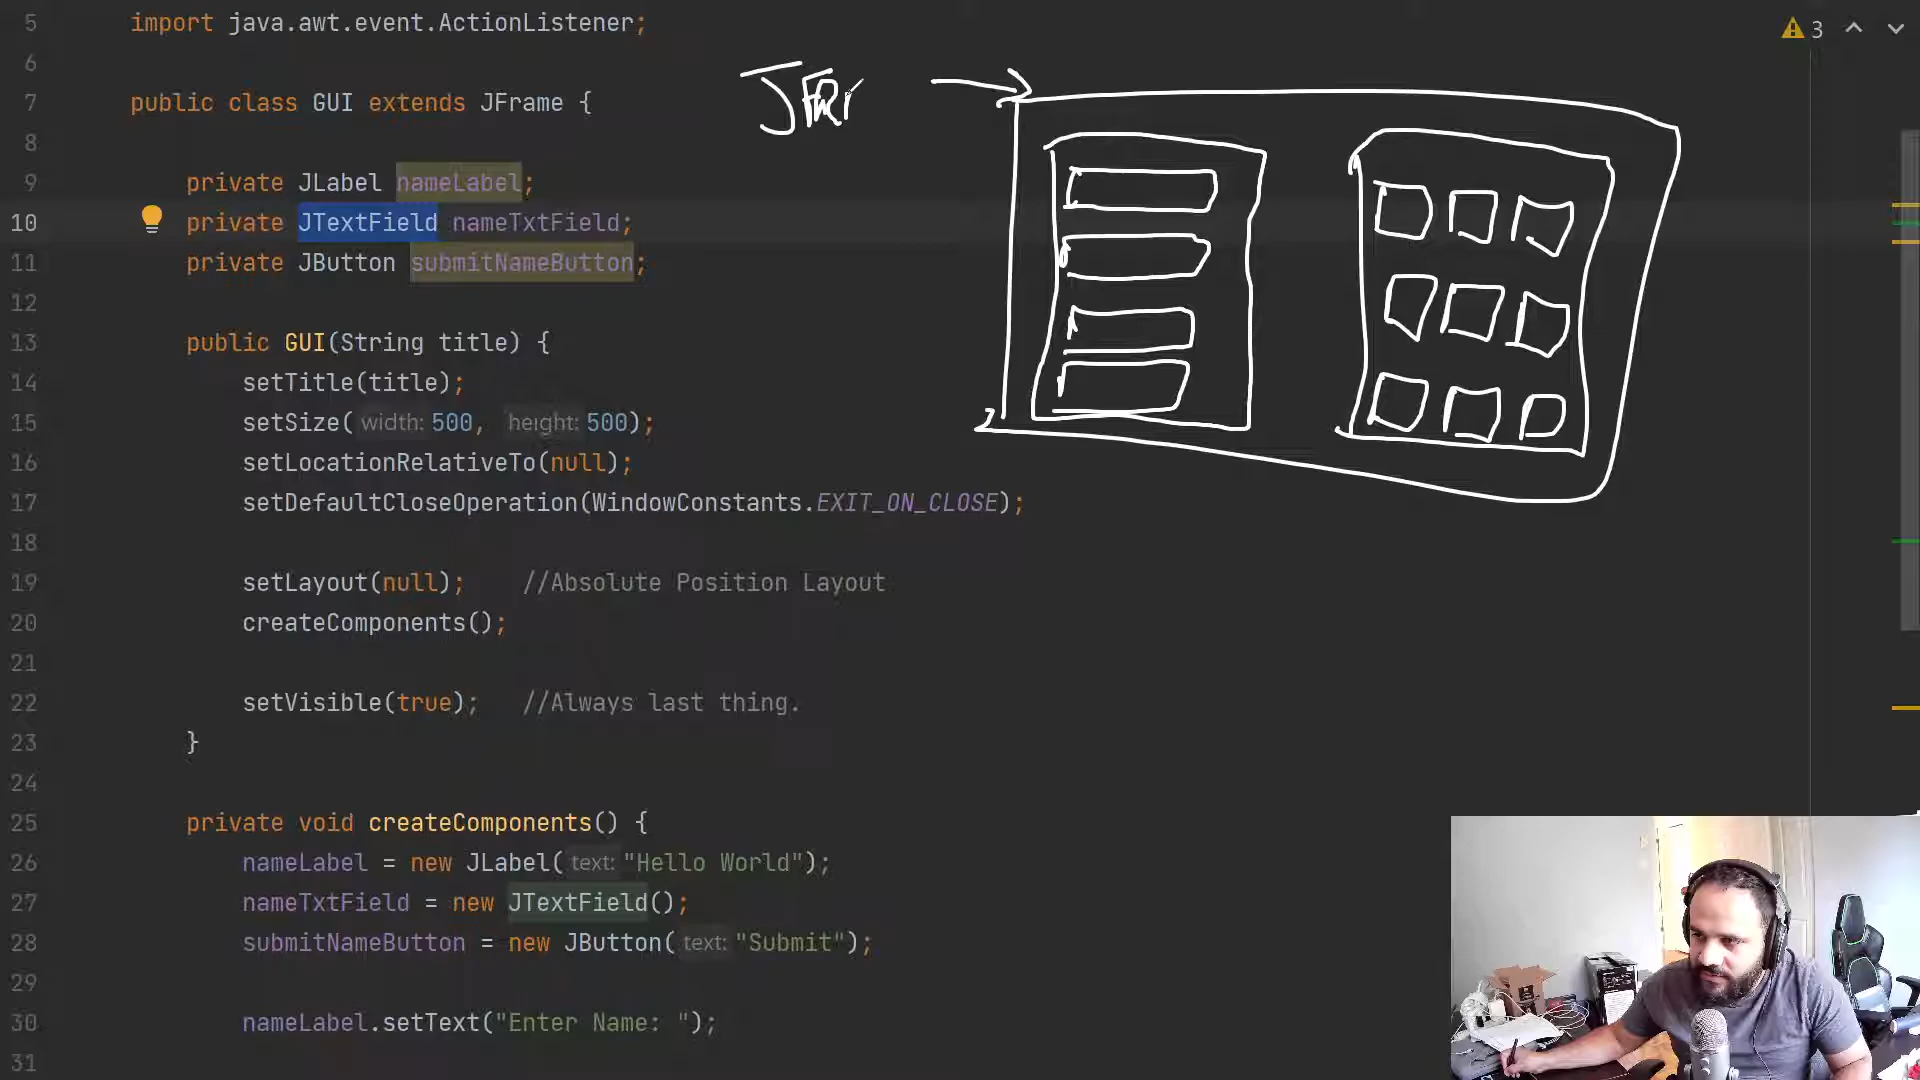 5 import java.awt.event.ActionListener;
3
6
7 public class GUI extends JFrame {
JFRr
8
9 private JLabel nameLabel;
10 private JTextField nameTxtField;
11 private JButton submitNameButton;
12
13 public GUI(String title) {
14 setTitle(title);
15 setSize( width: 500, height: 500);
16 setLocationRelativeTo(null);
17 setDefaultCloseOperation(WindowConstants.EXIT_ON_CLOSE);
18
19 setLayout(null); //Absolute Position Layout
20 createComponents();
21
22 setVisible(true); //Always last thing.
23 }
24
25 private void createComponents() {
26 nameLabel = new JLabel( text: "Hello World");
27 nameTxtField = new JTextField();
28 submitNameButton = new JButton( text: "Submit");
29
30 nameLabel.setText("Enter Name: ");
31